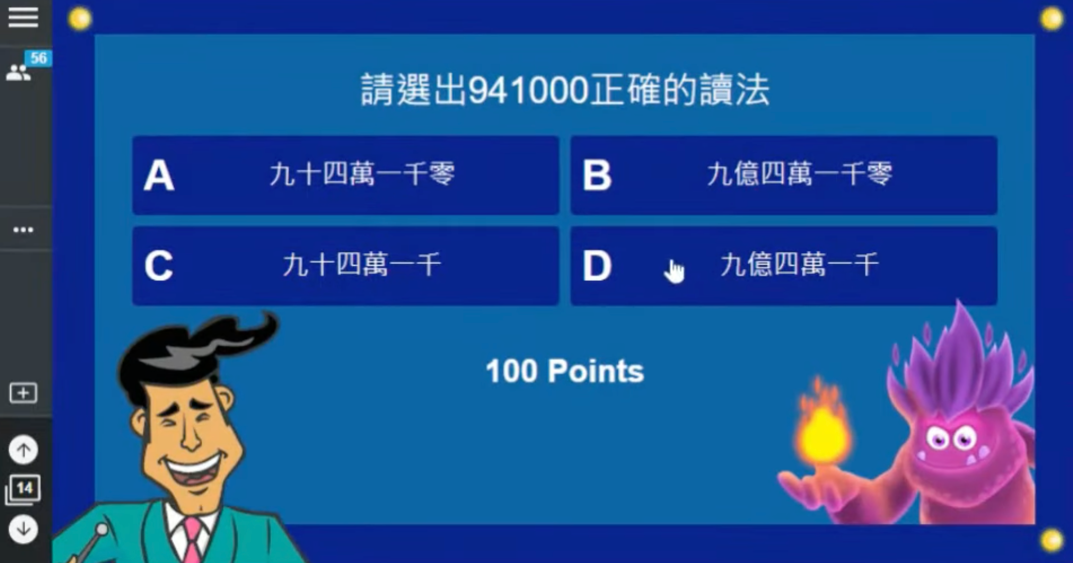 56
請選出941000正確的讀法
A 九十四萬一千零
B 九億四萬一千零
C 九十四萬一千
D 九億四萬一千
100 Points
14